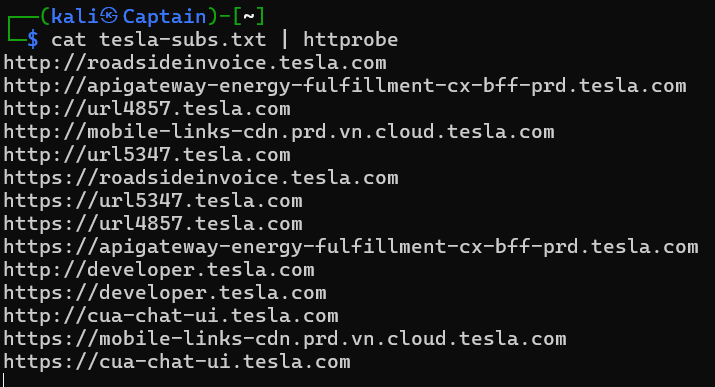 ┌──(kali㉿Captain)-[~]
└─$ cat tesla-subs.txt | httprobe
http://roadsideinvoice.tesla.com
http://apigateway-energy-fulfillment-cx-bff-prd.tesla.com
http://url4857.tesla.com
http://mobile-links-cdn.prd.vn.cloud.tesla.com
http://url5347.tesla.com
https://roadsideinvoice.tesla.com
https://url5347.tesla.com
https://url4857.tesla.com
https://apigateway-energy-fulfillment-cx-bff-prd.tesla.com
http://developer.tesla.com
https://developer.tesla.com
http://cua-chat-ui.tesla.com
https://mobile-links-cdn.prd.vn.cloud.tesla.com
https://cua-chat-ui.tesla.com